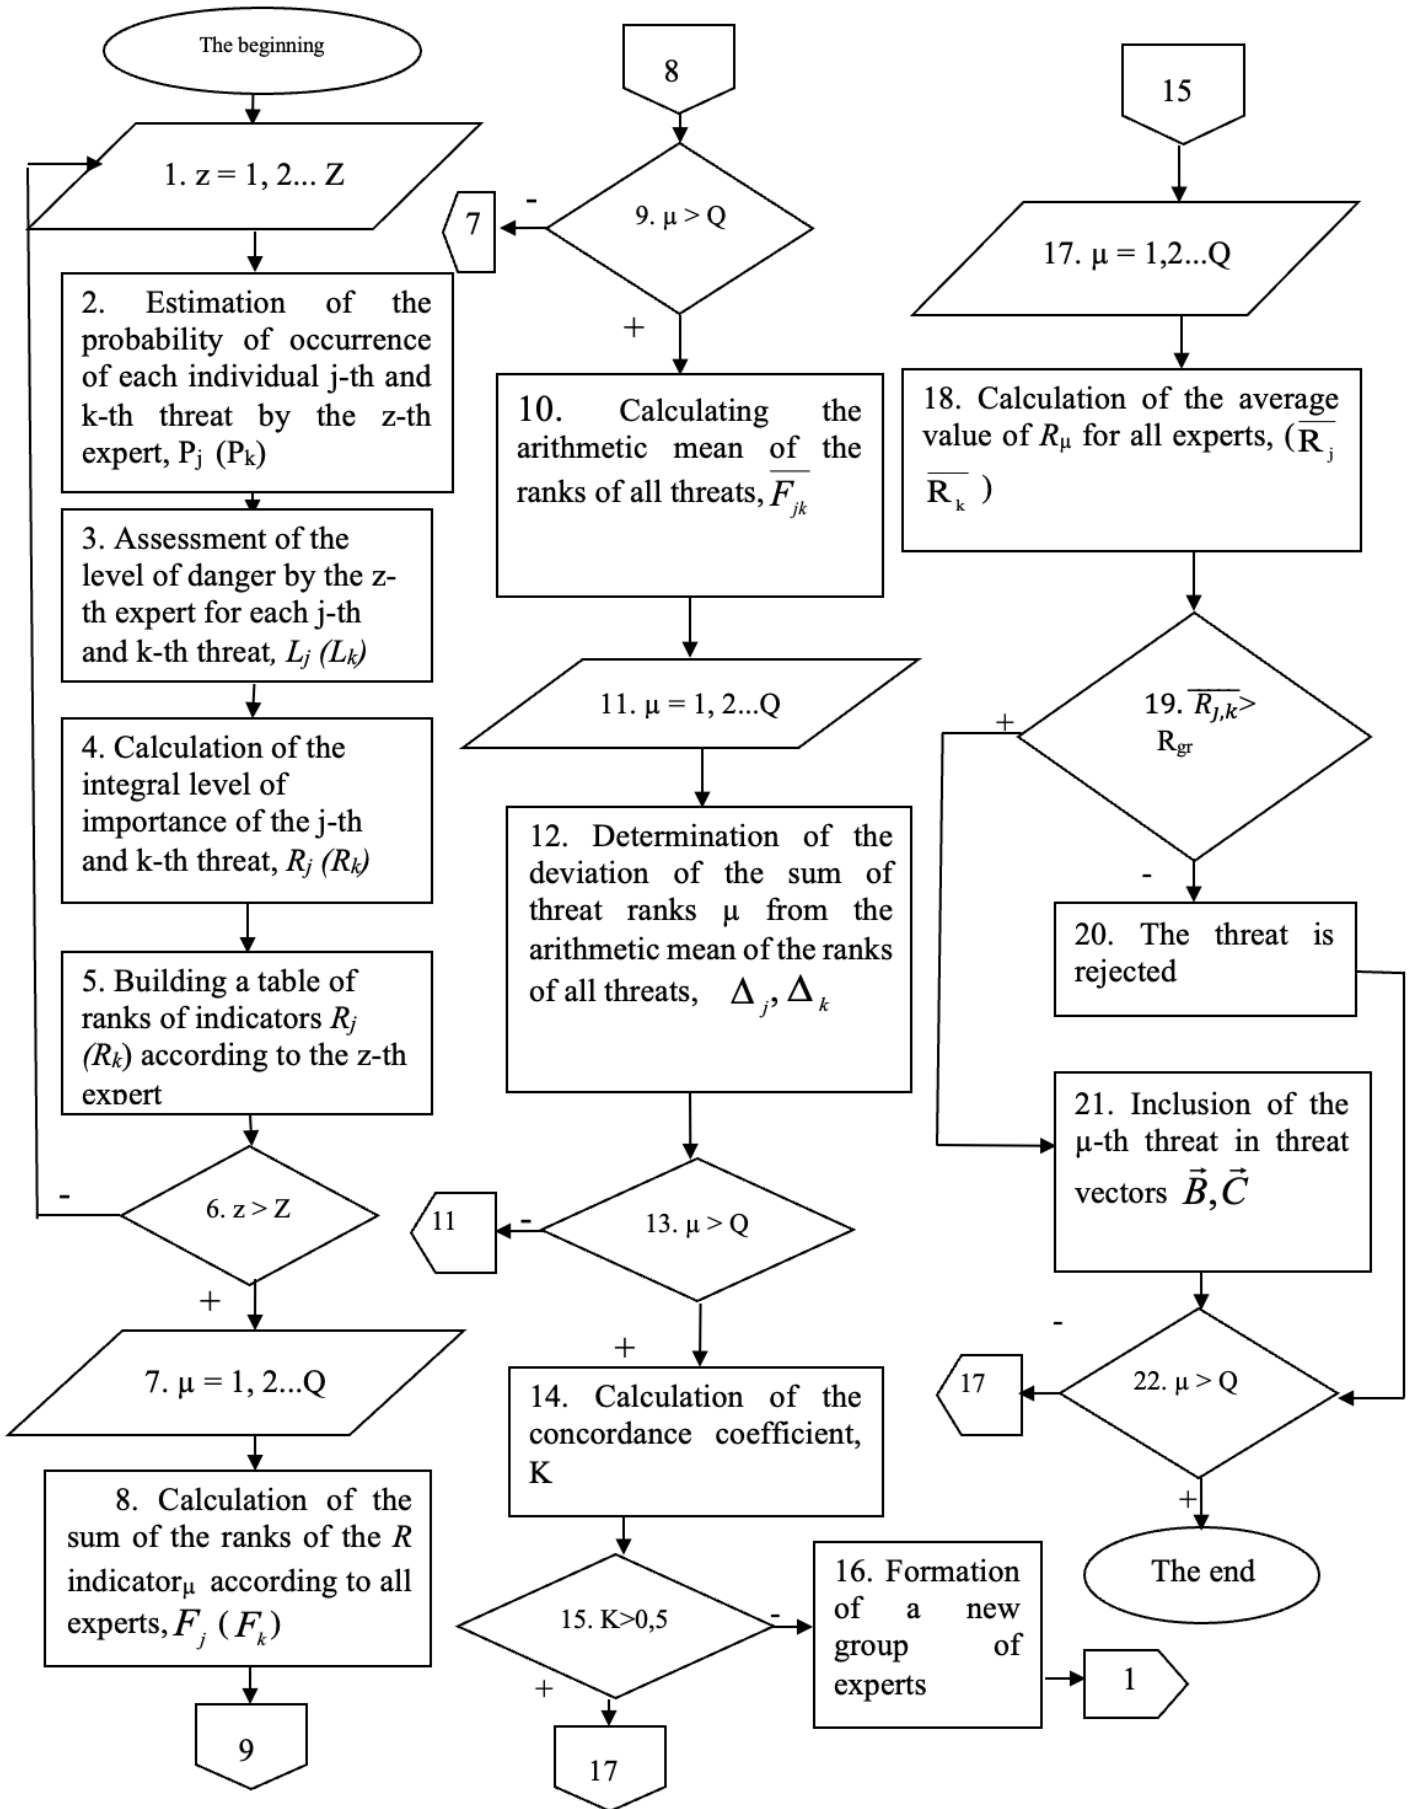 The beginning
1. z = 1, 2... Z
2. Estimation of the
probability of occurrence
of each individual j-th and
k-th threat by the z-th
expert, Pj (Pk)
3. Assessment of the
level of danger by the z-
th expert for each j-th
and k-th threat, Lj (Lk)
4. Calculation of the
integral level of
importance of the j-th
and k-th threat, Rj (Rk)
5. Building a table of
ranks of indicators Rj
(Rk) according to the z-th
expert
6. z > Z
-
+
7. μ = 1, 2...Q
8. Calculation of the
sum of the ranks of the R
indicatorμ according to all
experts, Fj (Fk)
9
8
9. μ > Q
-
7
+
10. Calculating the
arithmetic mean of the
ranks of all threats, F̅jk
11. μ = 1, 2...Q
12. Determination of the
deviation of the sum of
threat ranks μ from the
arithmetic mean of the ranks
of all threats, Δj, Δk
13. μ > Q
-
11
+
14. Calculation of the
concordance coefficient,
K
15. K>0,5
-
+
17
16. Formation
of a new
group of
experts
1
15
17. μ = 1,2...Q
18. Calculation of the average
value of Rμ for all experts, (R̅j
R̅k )
19. R̅j,k>
Rgr
+
-
20. The threat is
rejected
21. Inclusion of the
μ-th threat in threat
vectors B⃗,C⃗
22. μ > Q
-
17
+
The end